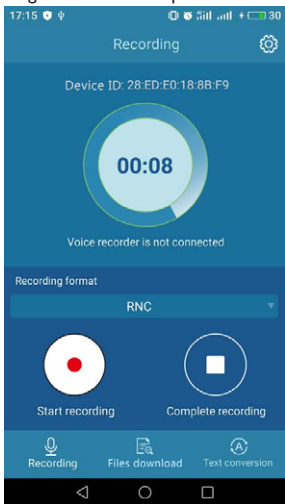 17:15 30
Recording
Device ID: 28:ED:E0:18:8B:F9
00:08
Voice recorder is not connected
Recording format
RNC
Start recording Complete recording
Recording Files download Text conversion